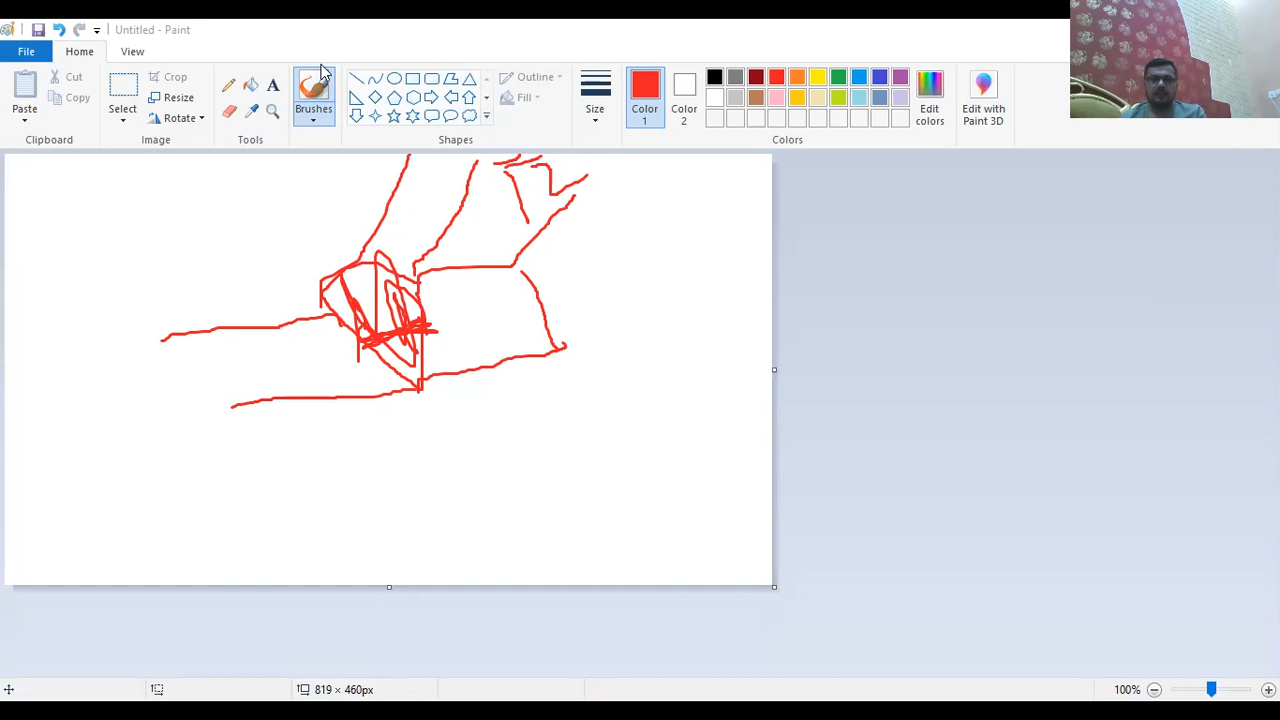 Untitled - Paint
File Home View
Paste Cut Copy
Clipboard
Select Crop Resize Rotate
Image
A
Tools
Brushes
Outline Fill
Shapes
Size
Color 1
Color 2
Edit colors
Colors
Edit with Paint 3D
819 × 460px
100%